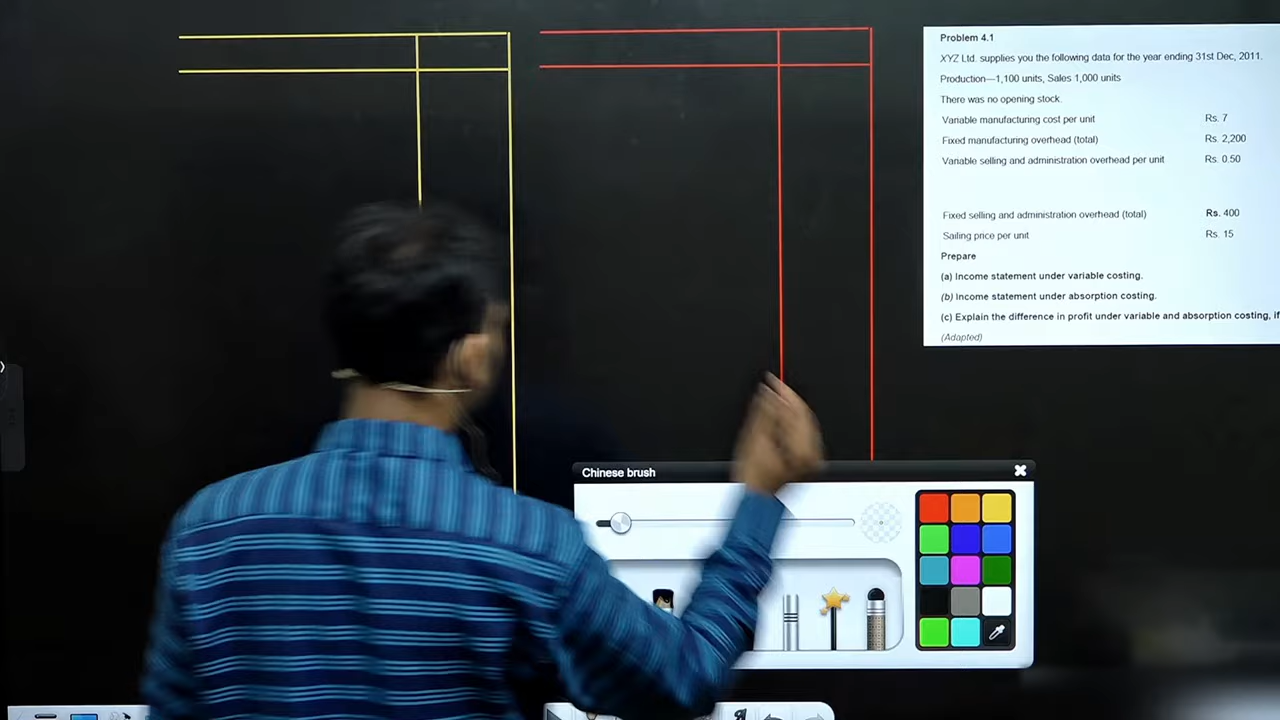 Problem 4.1
XYZ Ltd. supplies you the following data for the year ending 31st Dec, 2011.
Production—1,100 units, Sales 1,000 units
There was no opening stock.
Variable manufacturing cost per unit Rs. 7
Fixed manufacturing overhead (total) Rs. 2,200
Variable selling and administration overhead per unit Rs. 0.50
Fixed selling and administration overhead (total) Rs. 400
Sailing price per unit Rs. 15
Prepare
(a) Income statement under variable costing.
(b) Income statement under absorption costing.
(c) Explain the difference in profit under variable and absorption costing, if
(Adapted)
Chinese brush